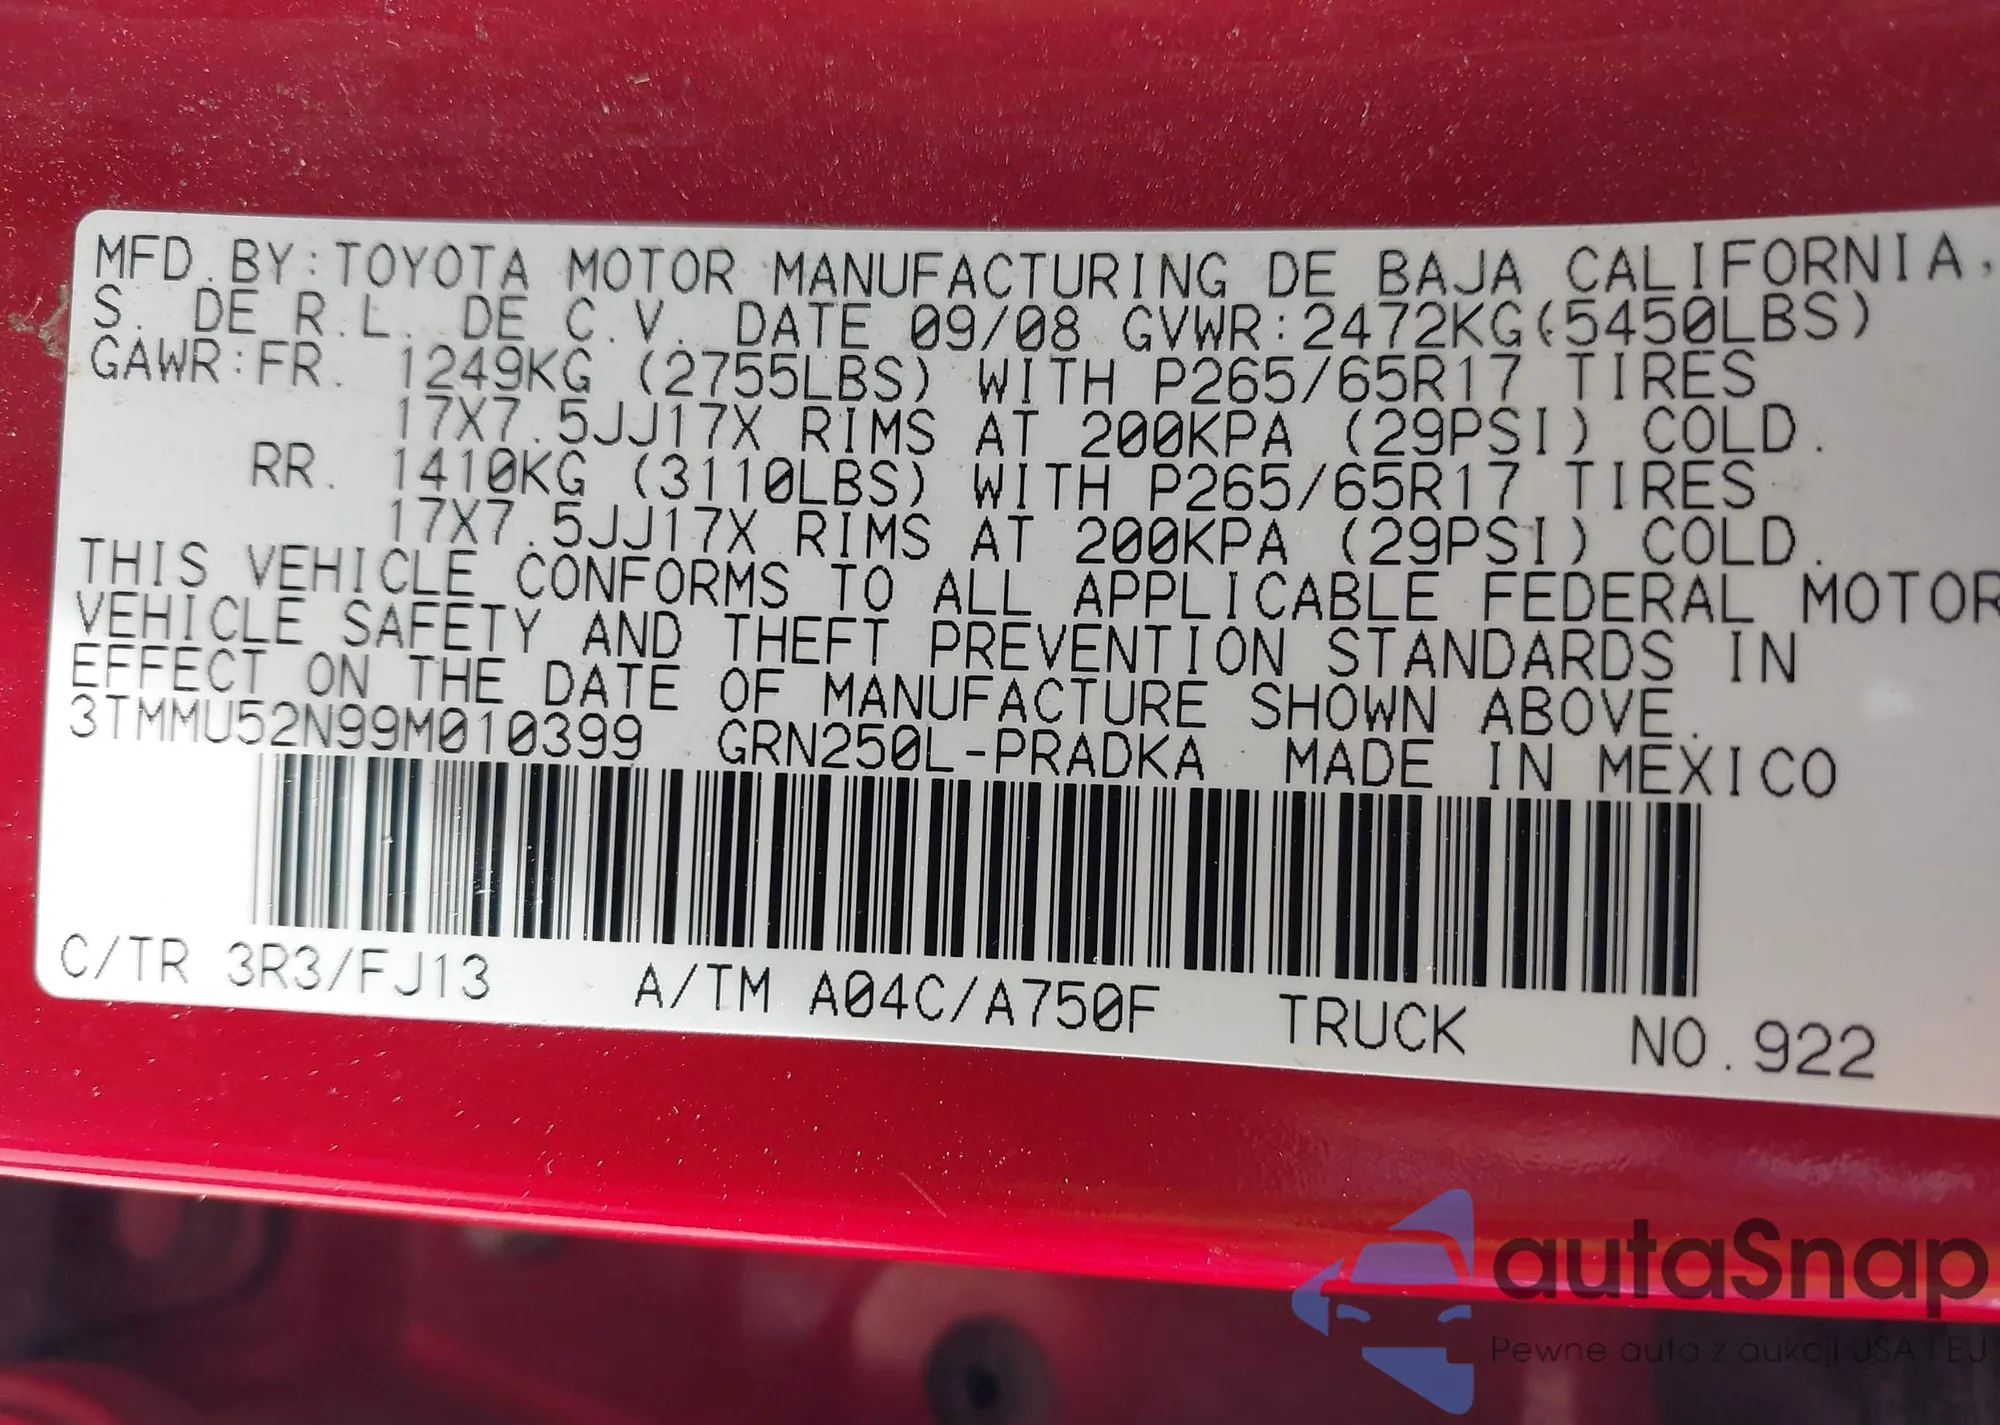 MFD.BY:TOYOTA MOTOR MANUFACTURING DE BAJA CALIFORNIA,
S. DE R.L. DE C.V. DATE 09/08 GVWR:2472KG(5450LBS)
GAWR:FR. 1249KG (2755LBS) WITH P265/65R17 TIRES
17X7.5JJ17X RIMS AT 200KPA (29PSI) COLD.
RR. 1410KG (3110LBS) WITH P265/65R17 TIRES
17X7.5JJ17X RIMS AT 200KPA (29PSI) COLD.
THIS VEHICLE CONFORMS TO ALL APPLICABLE FEDERAL MOTOR
VEHICLE SAFETY AND THEFT PREVENTION STANDARDS IN
EFFECT ON THE DATE OF MANUFACTURE SHOWN ABOVE.
3TMMU52N99M010399 GRN250L-PRADKA MADE IN MEXICO
C/TR 3R3/FJ13 A/TM A04C/A750F TRUCK NO.922
autaSnap
Pewne auta z aukcji USA i EU